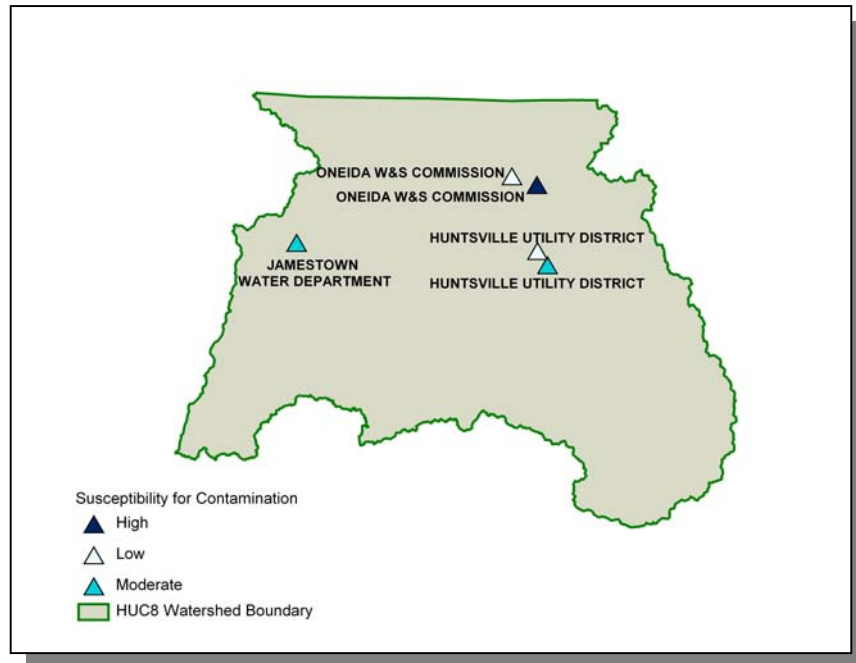 ONEIDA W&S COMMISSION
ONEIDA W&S COMMISSION
HUNTSVILLE UTILITY DISTRICT
JAMESTOWN
WATER DEPARTMENT
HUNTSVILLE UTILITY DISTRICT
Susceptibility for Contamination
High
Low
Moderate
HUC8 Watershed Boundary